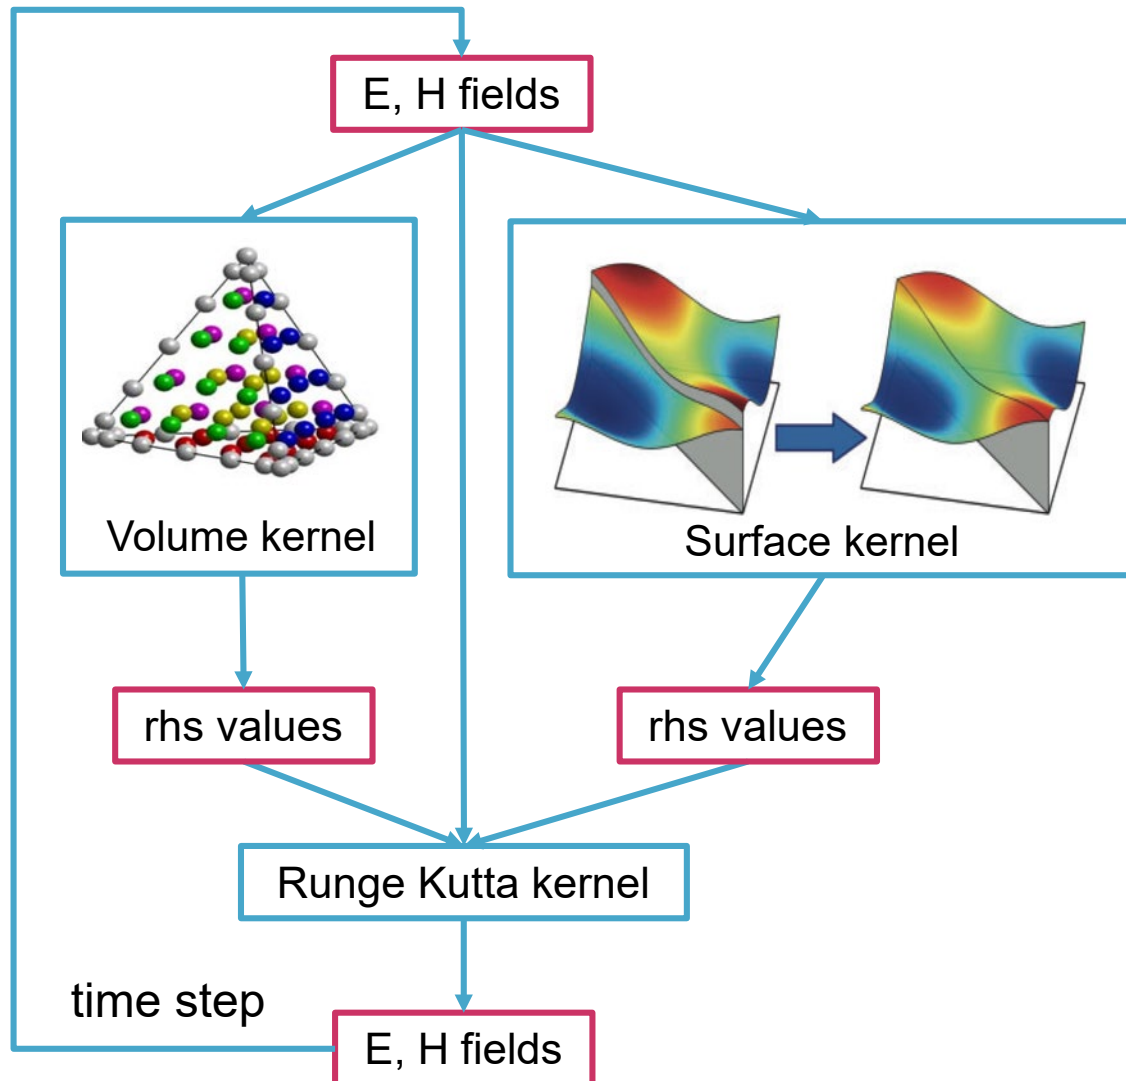 E, H fields
Volume kernel
Surface kernel
rhs values
rhs values
Runge Kutta kernel
time step
E, H fields